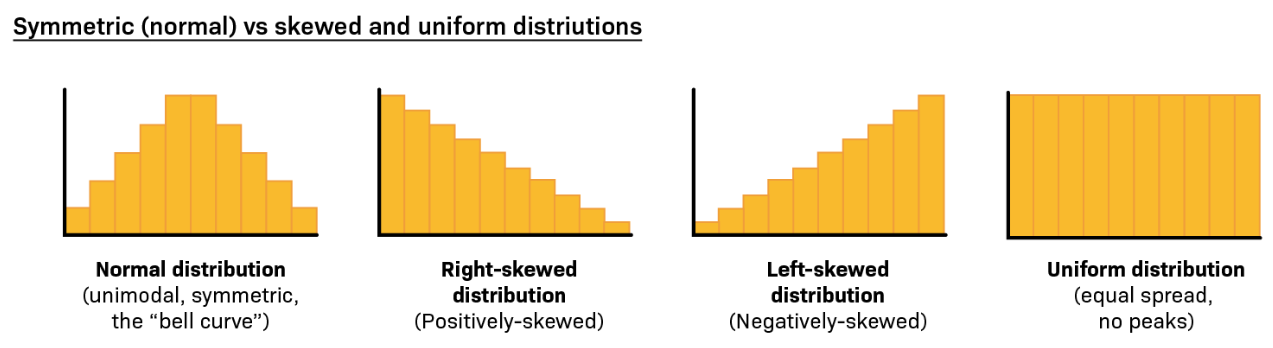 Symmetric (normal) vs skewed and uniform distriutions
Normal distribution
(unimodal, symmetric,
the “bell curve”)
Right-skewed
distribution
(Positively-skewed)
Left-skewed
distribution
(Negatively-skewed)
Uniform distribution
(equal spread,
no peaks)